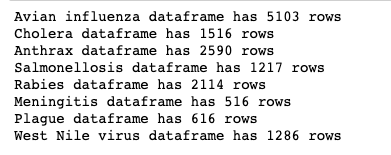 Avian influenza dataframe has 5103 rows
Cholera dataframe has 1516 rows
Anthrax dataframe has 2590 rows
Salmonellosis dataframe has 1217 rows
Rabies dataframe has 2114 rows
Meningitis dataframe has 516 rows
Plague dataframe has 616 rows
West Nile virus dataframe has 1286 rows